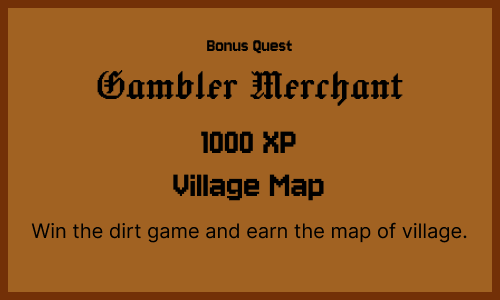 Bonus Quest
Gambler Merchant
1000 XP
Village Map
Win the dirt game and earn the map of village.